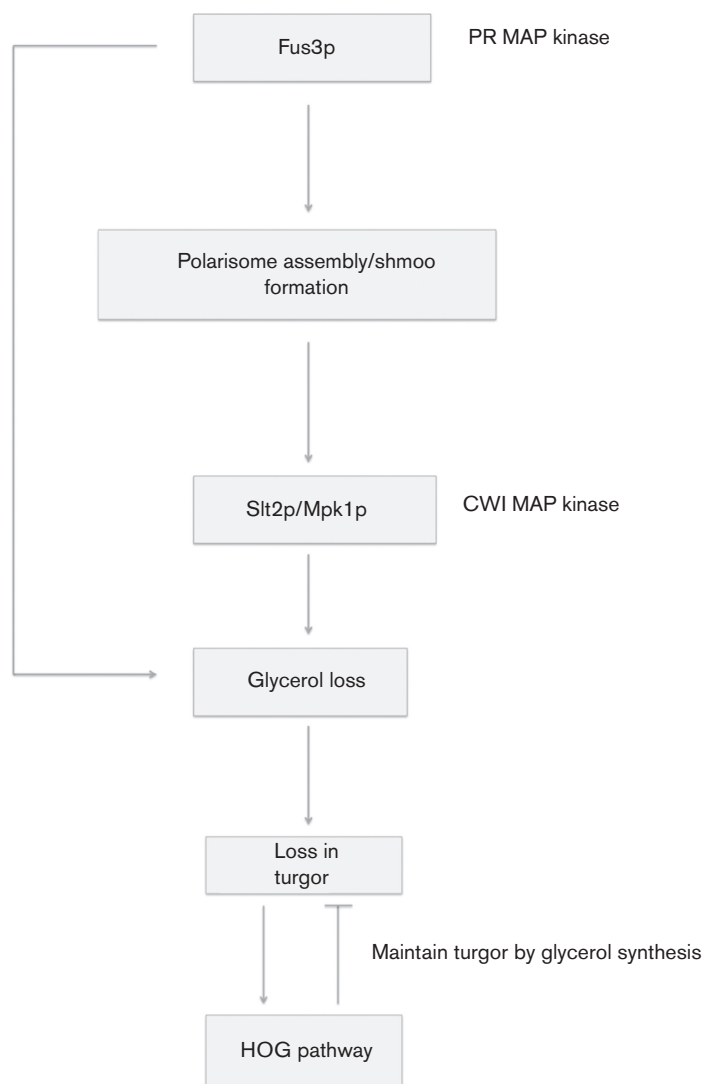 Fus3p
PR MAP kinase
Polarisome assembly/shmoo
formation
Slt2p/Mpk1p
CWI MAP kinase
Glycerol loss
Loss in
turgor
Maintain turgor by glycerol synthesis
HOG pathway